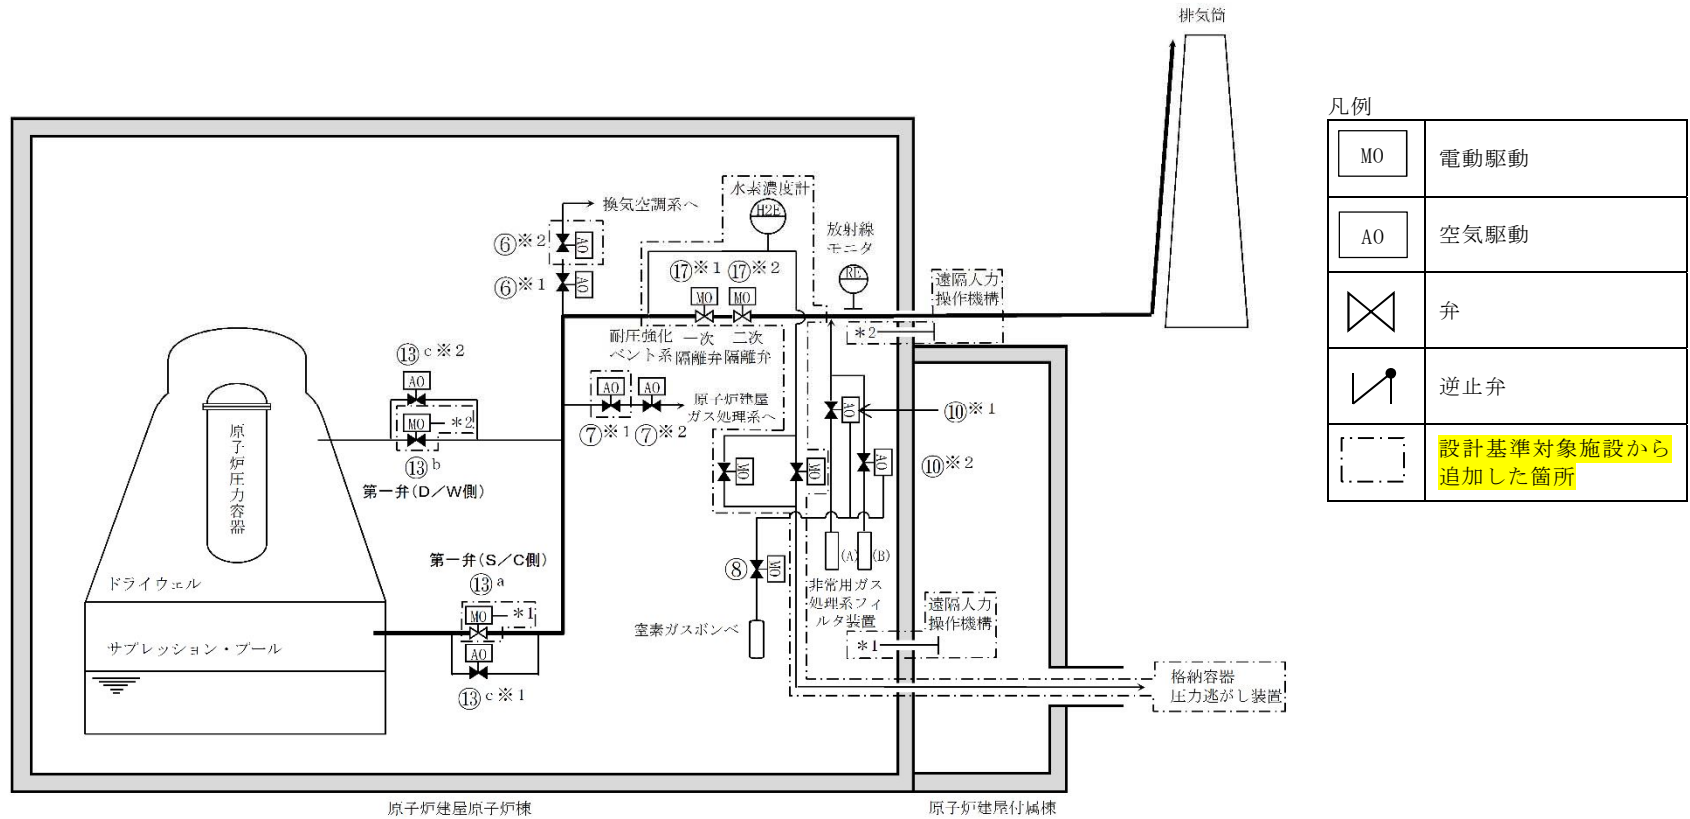 排気筒
凡例
MO
電動駆動
AO
空気駆動
弁
逆止弁
設計基準対象施設から
追加した箇所
換気空調系へ
⑥※2
AO
⑥※1
AO
水素濃度計
H2E
放射線
モニタ
RE
⑰※1
⑰※2
MO
MO
遠隔人力
操作機構
*2
耐圧強化
ベント系
一次
隔離弁
二次
隔離弁
⑬c※2
AO
MO
*2
⑬b
第一弁(D/W側)
AO
AO
⑦※1
⑦※2
原子炉建屋
ガス処理系へ
AO
⑩※1
AO
⑩※2
MO
MO
原子炉圧力容器
ドライウェル
サプレッション・プール
第一弁(S/C側)
⑬a
MO
*1
AO
⑬c※1
⑧
MO
窒素ガスボンベ
(A)
(B)
非常用ガス
処理系フィ
ルタ装置
遠隔人力
操作機構
*1
格納容器
圧力逃がし装置
原子炉建屋原子炉棟
原子炉建屋付属棟